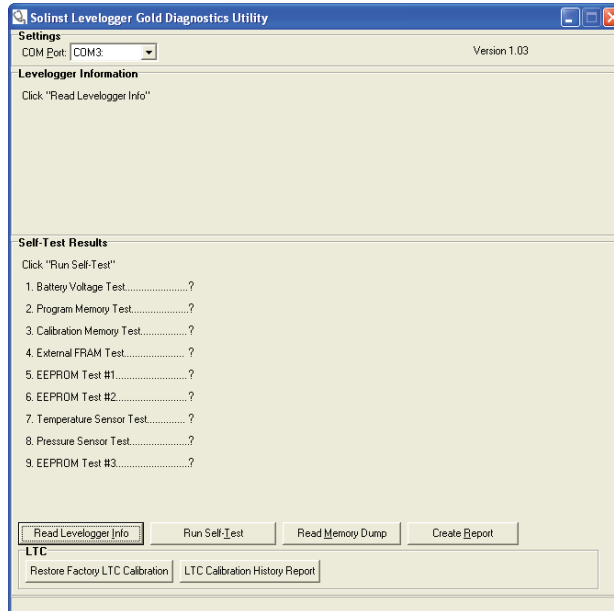 Solinst Levelogger Gold Diagnostics Utility
Settings
COM Port: COM3: Version 1.03
Levelogger Information
Click "Read Levelogger Info"
Self-Test Results
Click "Run Self-Test"
1. Battery Voltage Test......................?
2. Program Memory Test....................?
3. Calibration Memory Test................?
4. External FRAM Test..................... ?
5. EEPROM Test #1.........................?
6. EEPROM Test #2.........................?
7. Temperature Sensor Test............. ?
8. Pressure Sensor Test.....................?
9. EEPROM Test #3.........................?
Read Levelogger Info Run Self-Test Read Memory Dump Create Report
LTC
Restore Factory LTC Calibration LTC Calibration History Report